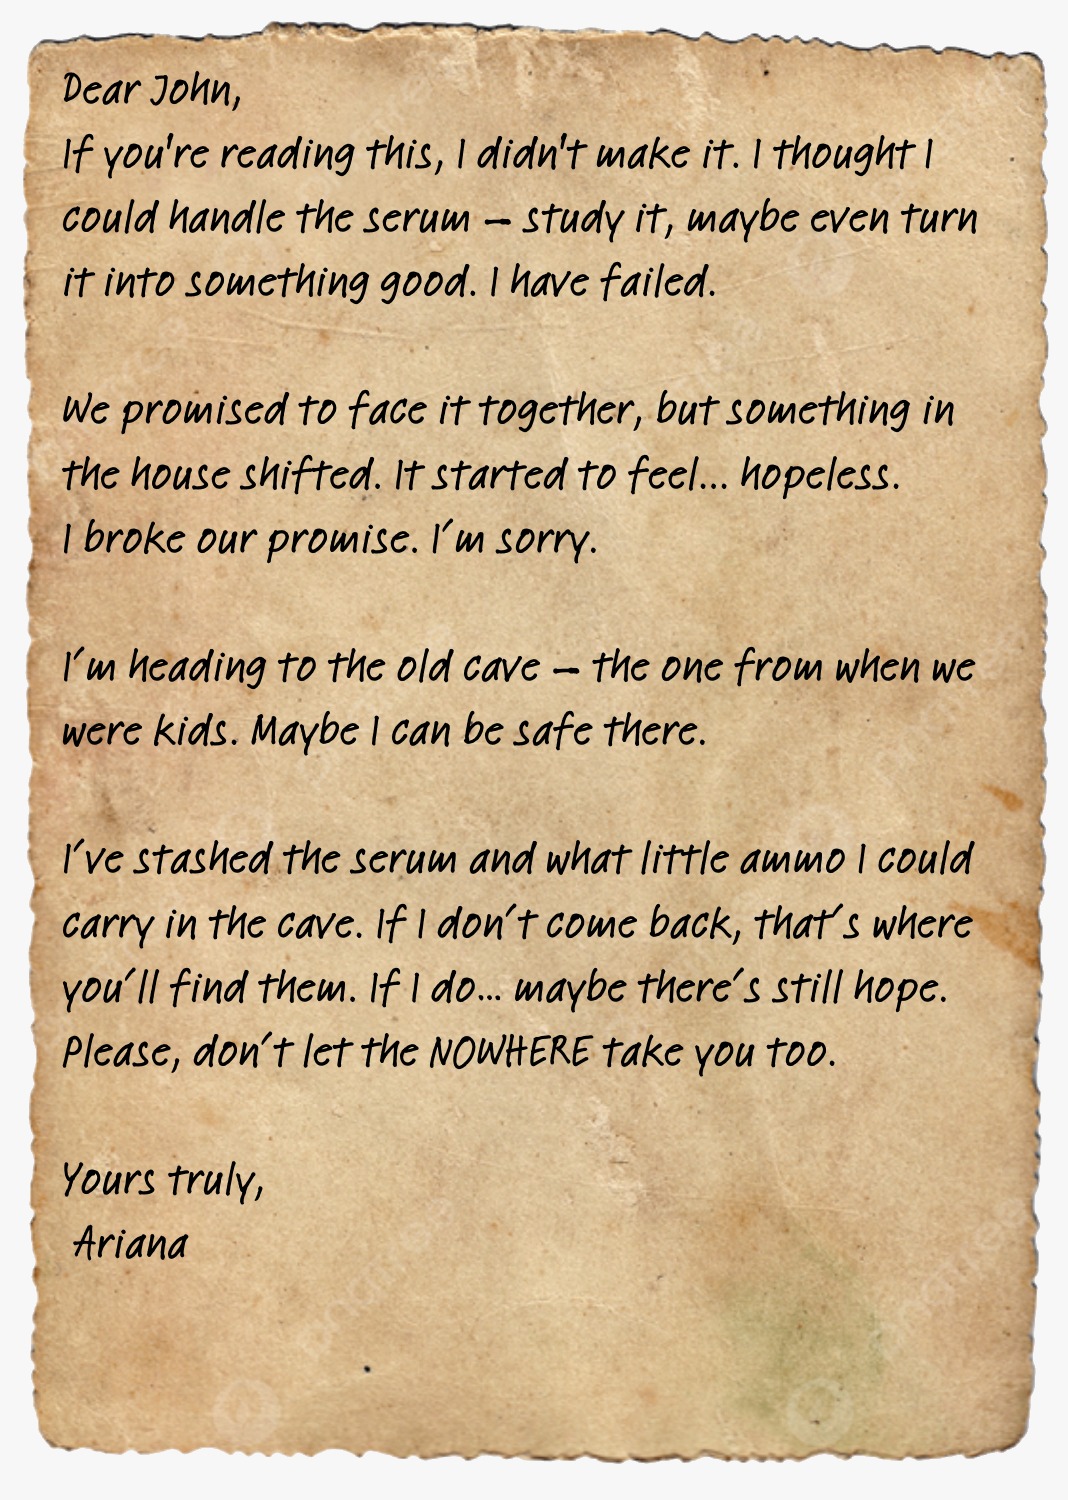 Dear John,
If you're reading this, I didn't make it. I thought I
could handle the serum – study it, maybe even turn
it into something good. I have failed.
We promised to face it together, but something in
the house shifted. It started to feel... hopeless.
I broke our promise. I´m sorry.
I´m heading to the old cave – the one from when we
were kids. Maybe I can be safe there.
I´ve stashed the serum and what little ammo I could
carry in the cave. If I don´t come back, that´s where
you´ll find them. If I do... maybe there´s still hope.
Please, don´t let the NOWHERE take you too.
Yours truly,
Ariana